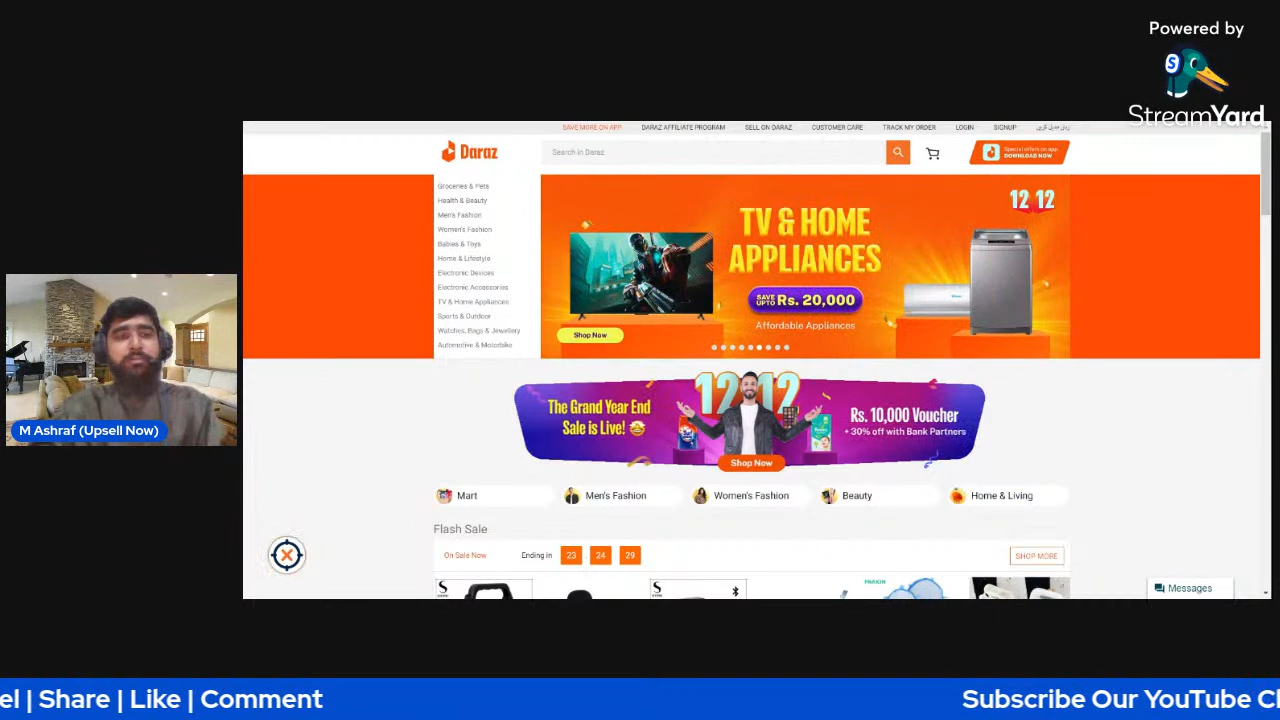 Powered by
StreamYard
SAVE MORE ON APP DARAZ AFFILIATE PROGRAM SELL ON DARAZ CUSTOMER CARE TRACK MY ORDER LOGIN SIGNUP
Daraz
Search in Daraz
Special offers on app
DOWNLOAD NOW
Groceries & Pets
Health & Beauty
Men's Fashion
Women's Fashion
Babies & Toys
Home & Lifestyle
Electronic Devices
Electronic Accessories
TV & Home Appliances
Sports & Outdoor
Watches, Bags & Jewellery
Automotive & Motorbike
12 12
TV & HOME
APPLIANCES
SAVE UPTO Rs. 20,000
Affordable Appliances
Shop Now
12 12
The Grand Year End
Sale is Live!
Rs. 10,000 Voucher
+ 30% off with Bank Partners
Shop Now
Mart Men's Fashion Women's Fashion Beauty Home & Living
Flash Sale
On Sale Now Ending in 23 24 29 SHOP MORE
Messages
M Ashraf (Upsell Now)
el | Share | Like | Comment Subscribe Our YouTube Ch